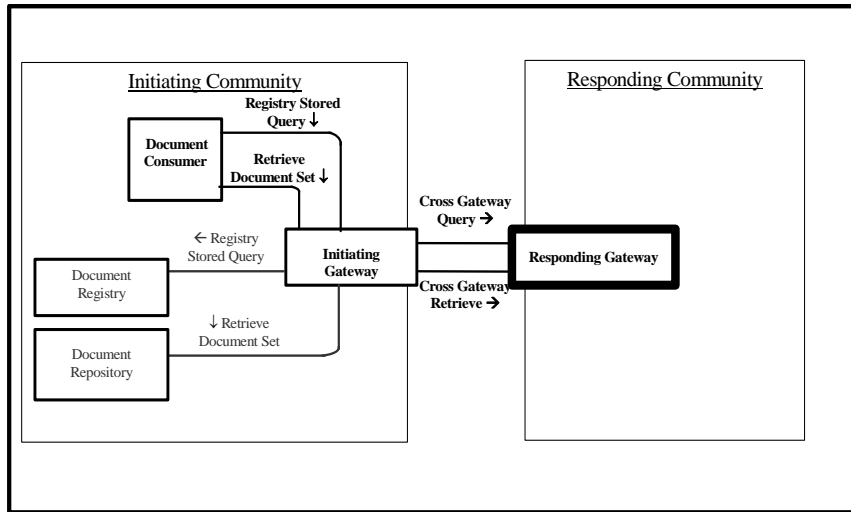 Initiating Community
Registry Stored
Query ↓
Document
Consumer
Retrieve
Document Set ↓
← Registry
Stored Query
Initiating
Gateway
Document
Registry
↓ Retrieve
Document Set
Document
Repository
Cross Gateway
Query →
Cross Gateway
Retrieve →
Responding Community
Responding Gateway